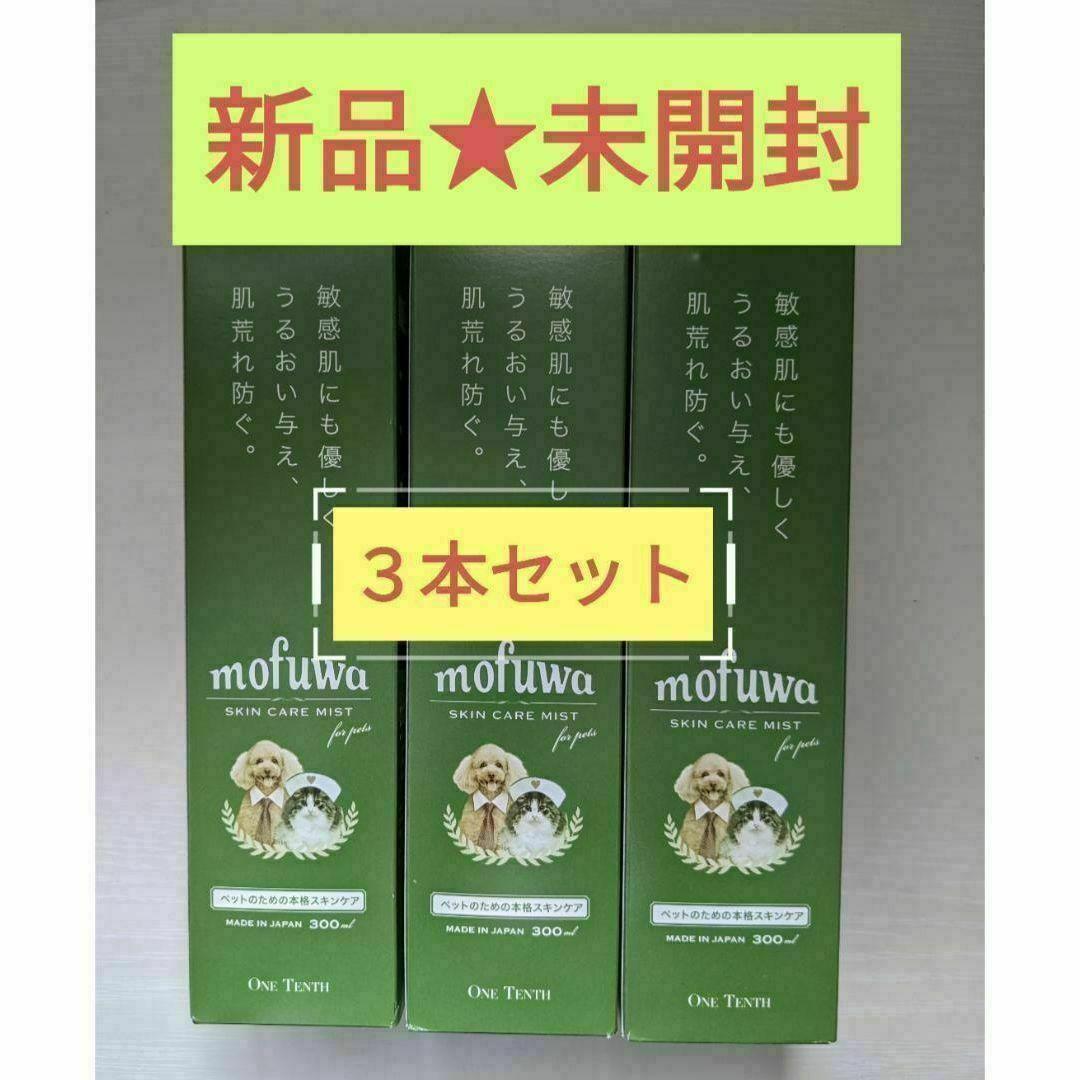 新品★未開封
敏感肌にも優しく
うるおい与え、
肌荒れ防ぐ。
敏感肌にも優し
うるおい与え、
肌荒れ防ぐ。
敏感肌にも優しく
うるおい与え、
肌荒れ防ぐ。
３本セット
mofuwa
SKIN CARE MIST
for pets
ペットのための本格スキンケア
MADE IN JAPAN 300ml
ONE TENTH
mofuwa
SKIN CARE MIST
for pets
ペットのための本格スキンケア
MADE IN JAPAN 300ml
ONE TENTH
mofuwa
SKIN CARE MIST
for pets
ペットのための本格スキンケア
MADE IN JAPAN 300ml
ONE TENTH